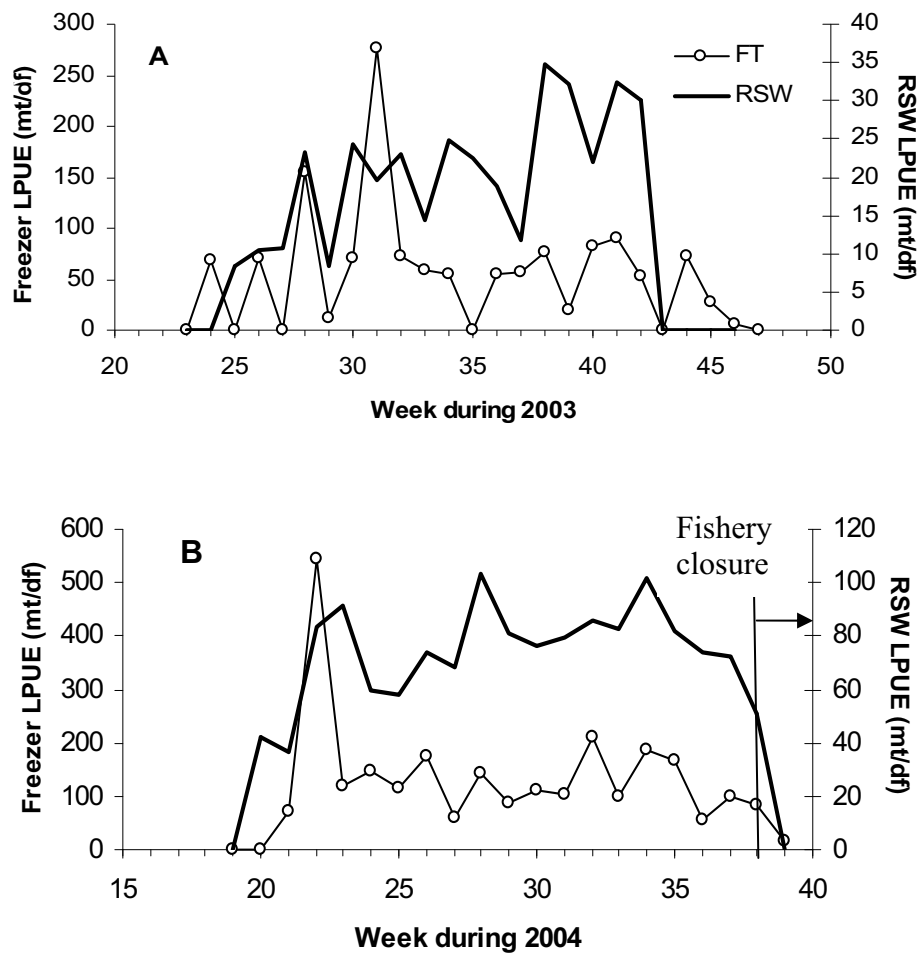 A
FT
RSW
Freezer LPUE (mt/df)
300
250
200
150
100
50
0
RSW LPUE (mt/df)
40
35
30
25
20
15
10
5
0
20 25 30 35 40 45 50
Week during 2003
B
Fishery
closure
Freezer LPUE (mt/df)
600
500
400
300
200
100
0
RSW LPUE (mt/df)
120
100
80
60
40
20
0
15 20 25 30 35 40
Week during 2004